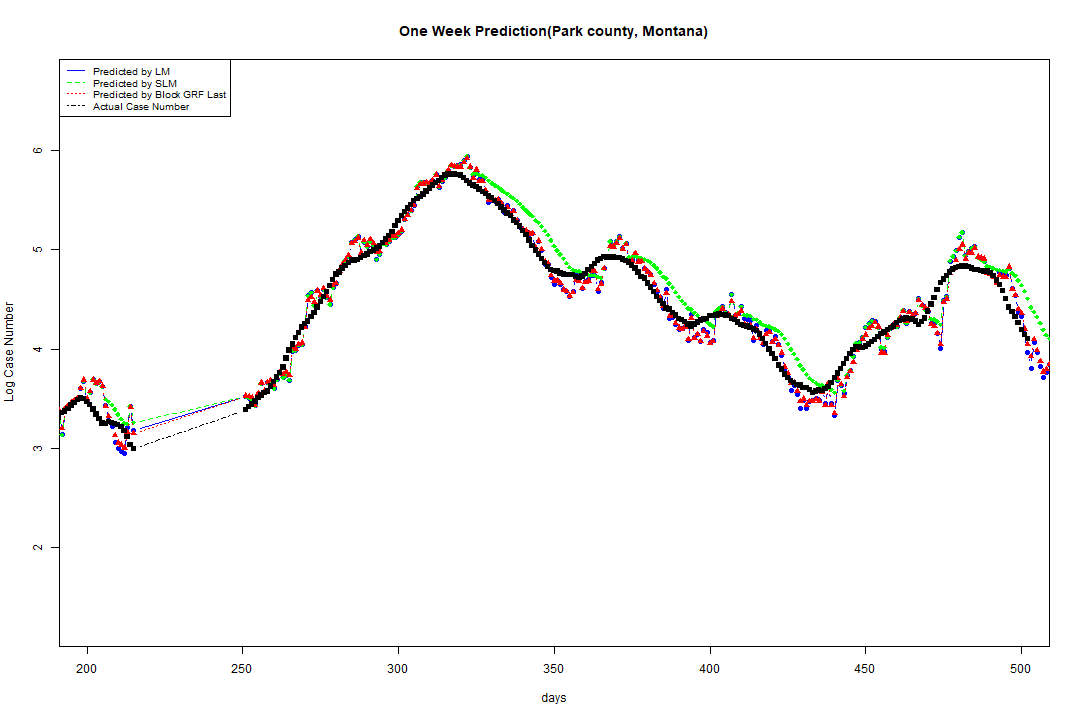 One Week Prediction(Park county, Montana)
Predicted by LM
Predicted by SLM
Predicted by Block GRF Last
Actual Case Number
6
5
4
3
2
Log Case Number
200 250 300 350 400 450 500
days